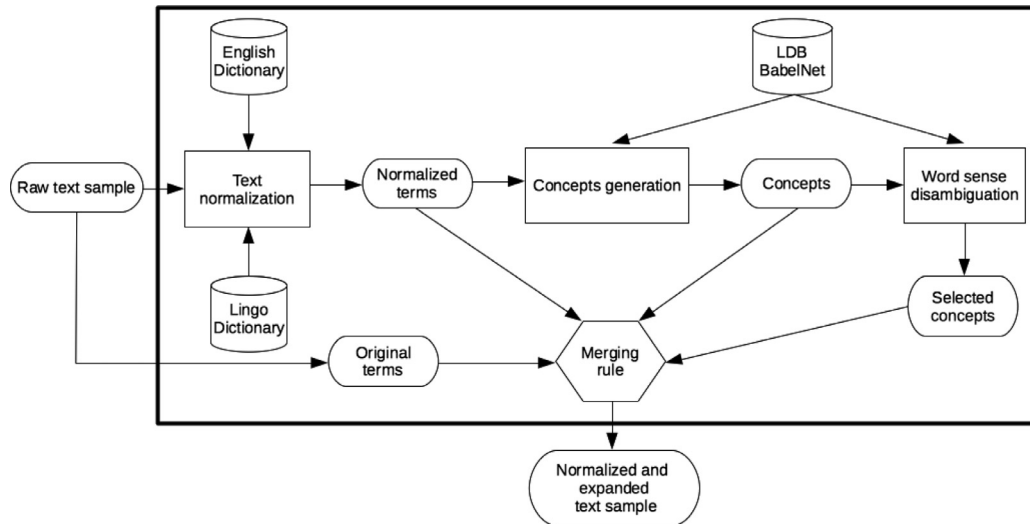 English
Dictionary
LDB
BabelNet
Raw text sample
Text
normalization
Normalized
terms
Concepts generation
Concepts
Word sense
disambiguation
Lingo
Dictionary
Original
terms
Merging
rule
Selected
concepts
Normalized and
expanded
text sample